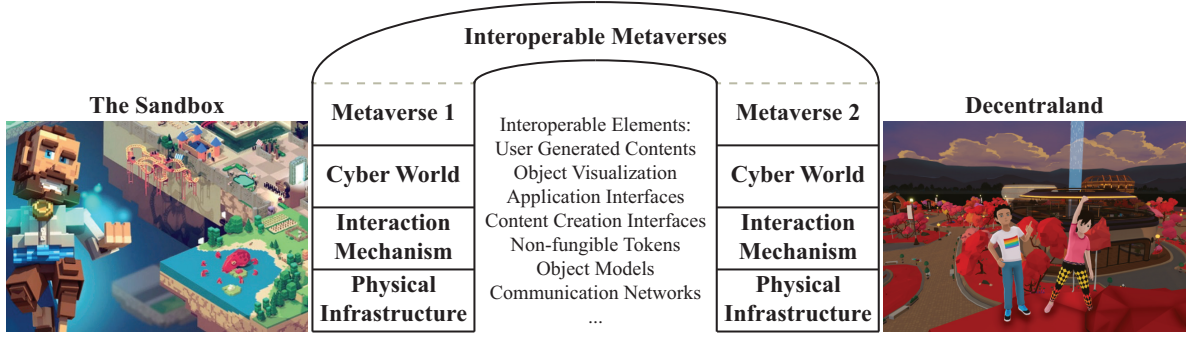 Interoperable Metaverses
The Sandbox
Metaverse 1
Cyber World
Interaction
Mechanism
Physical
Infrastructure
Interoperable Elements:
User Generated Contents
Object Visualization
Application Interfaces
Content Creation Interfaces
Non-fungible Tokens
Object Models
Communication Networks
...
Metaverse 2
Cyber World
Interaction
Mechanism
Physical
Infrastructure
Decentraland